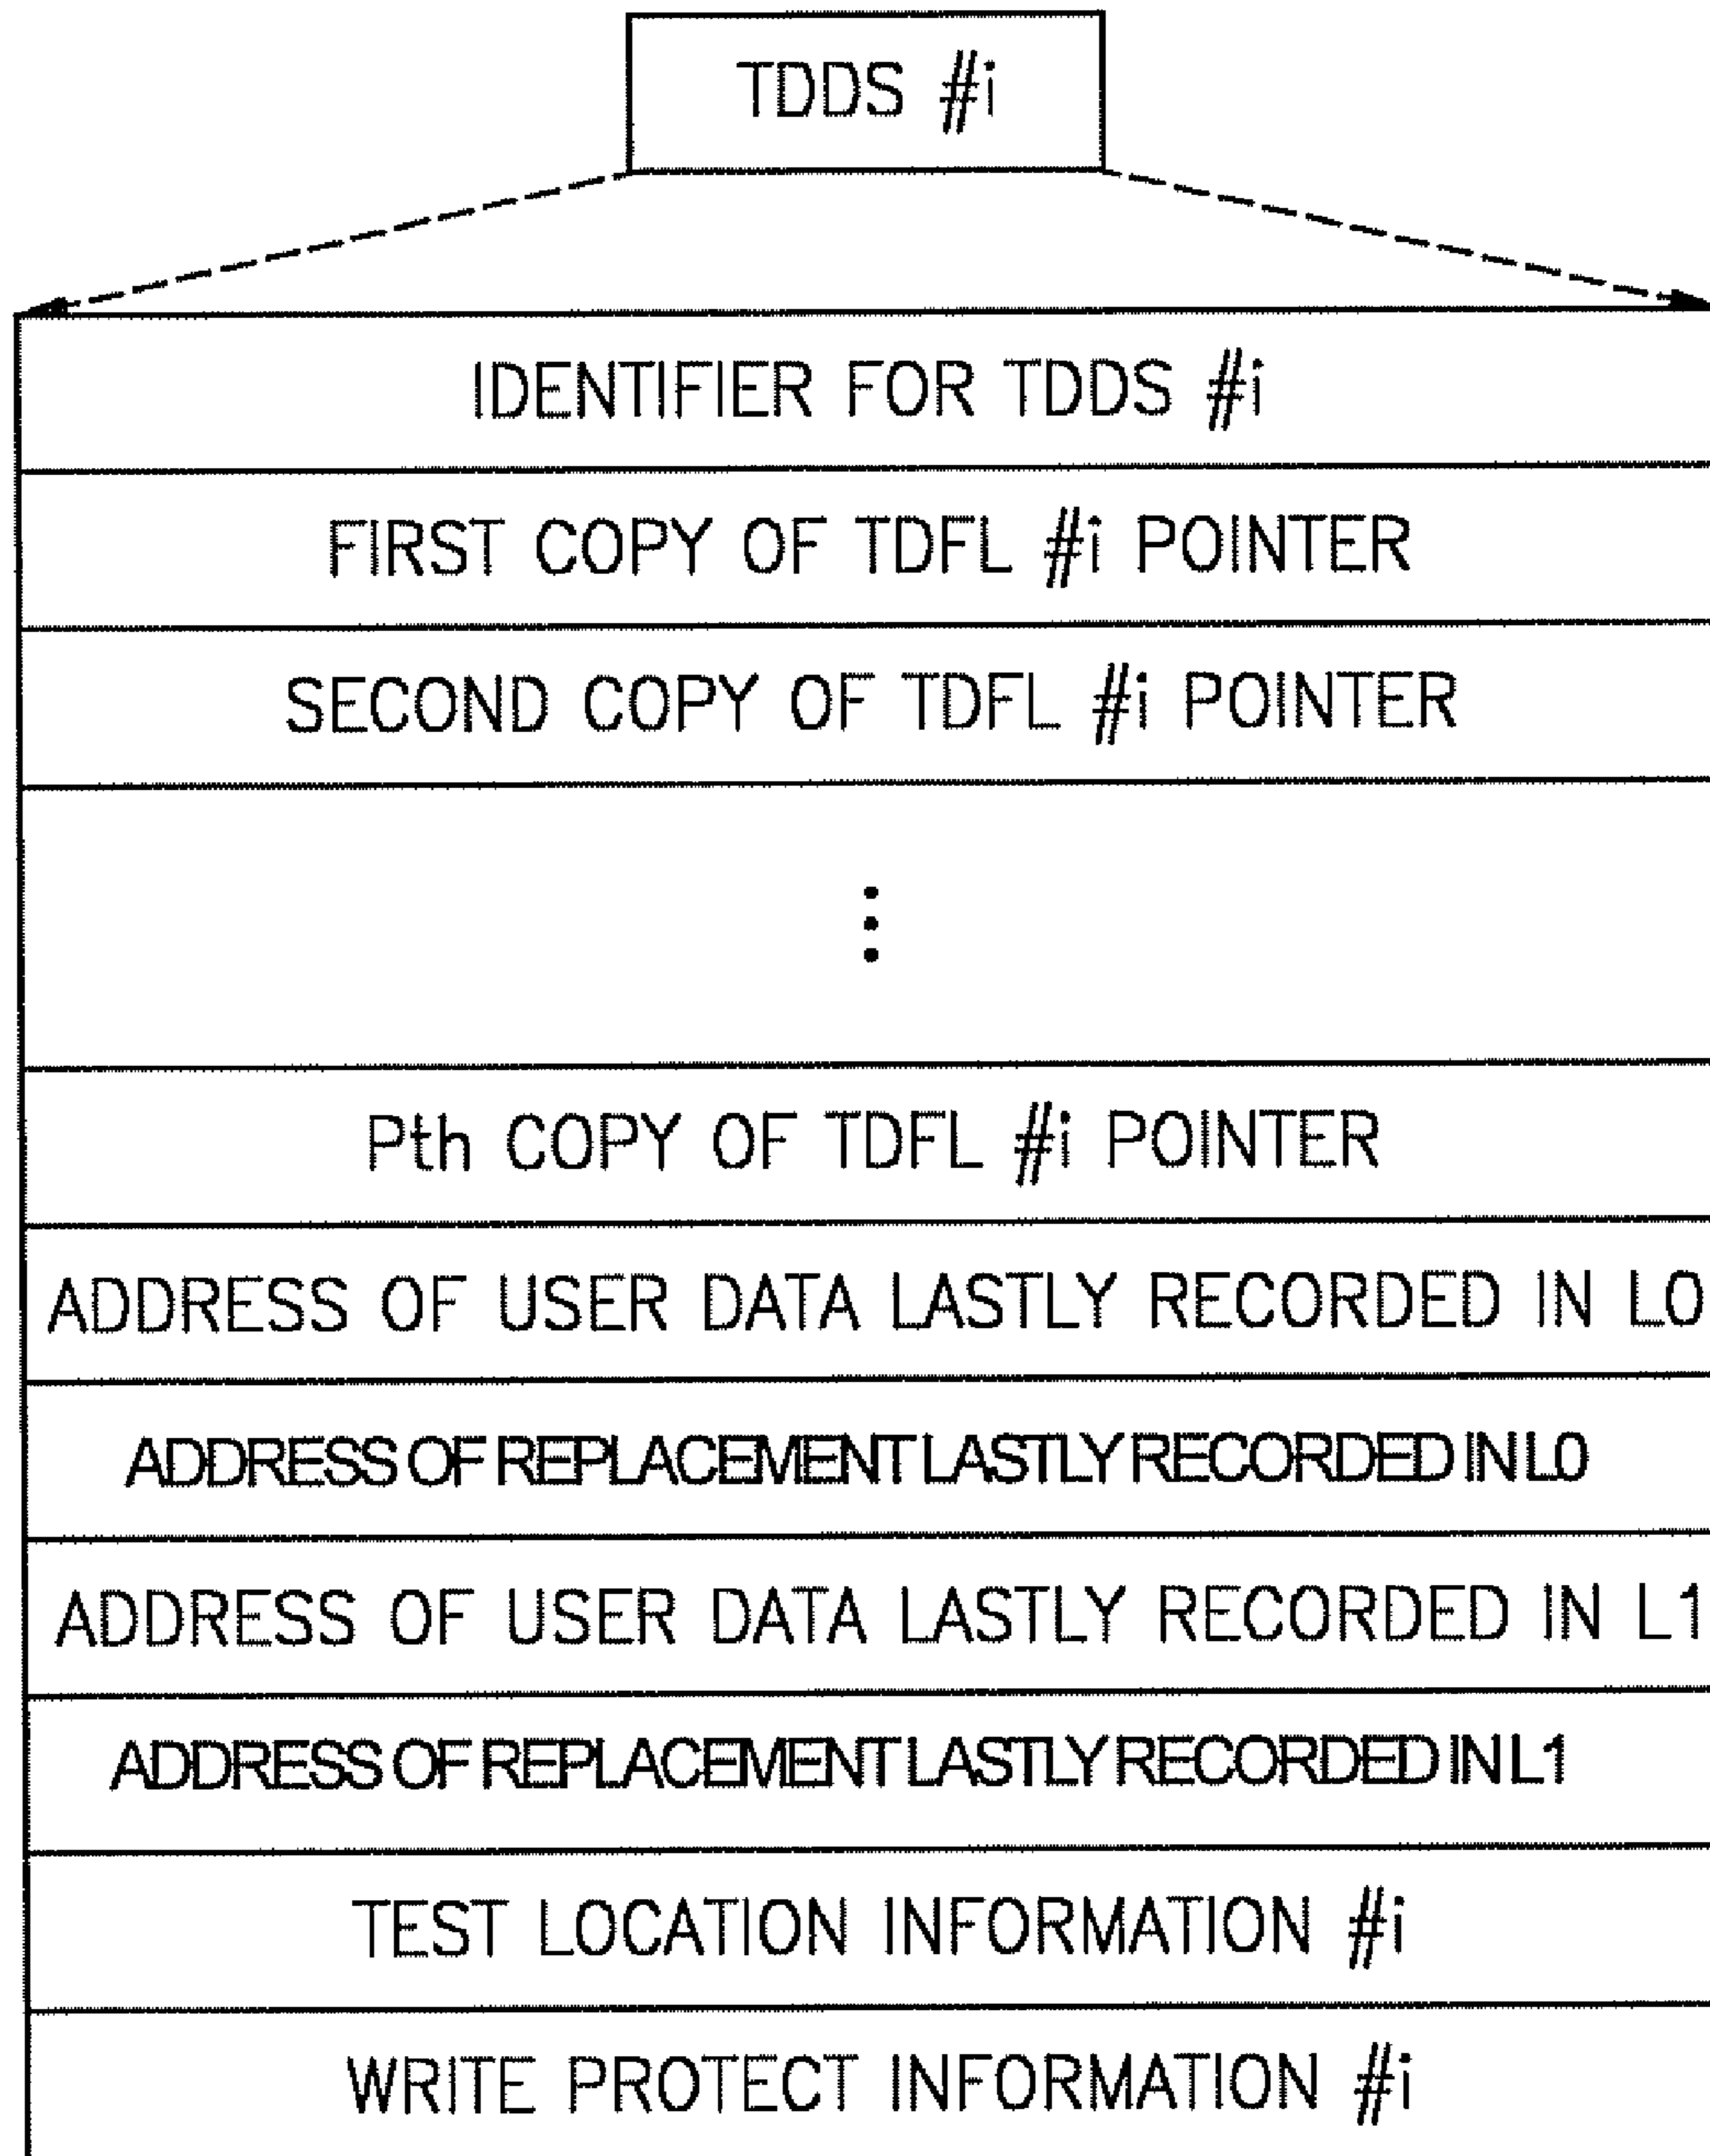 TDDS #i
IDENTIFIER FOR TDDS #i
FIRST COPY OF TDFL #i POINTER
SECOND COPY OF TDFL #i POINTER
⋮
Pth COPY OF TDFL #i POINTER
ADDRESS OF USER DATA LASTLY RECORDED IN L0
ADDRESS OF REPLACEMENT LASTLY RECORDED IN L0
ADDRESS OF USER DATA LASTLY RECORDED IN L1
ADDRESS OF REPLACEMENT LASTLY RECORDED IN L1
TEST LOCATION INFORMATION #i
WRITE PROTECT INFORMATION #i